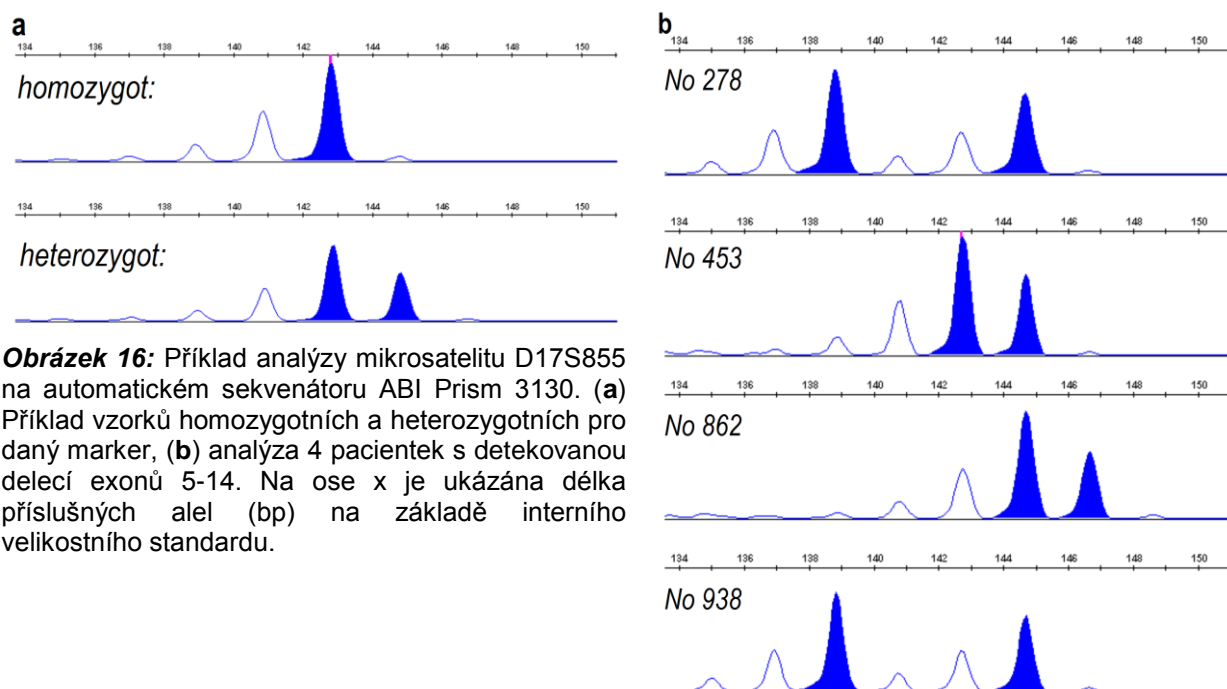 a
134 136 138 140 142 144 146 148 150
homozygot:
134 136 138 140 142 144 146 148 150
heterozygot:
Obrázek 16: Příklad analýzy mikrosatelitu D17S855
na automatickém sekvenátoru ABI Prism 3130. (a)
Příklad vzorků homozygotních a heterozygotních pro
daný marker, (b) analýza 4 pacientek s detekovanou
delecí exonů 5-14. Na ose x je ukázána délka
příslušných alel (bp) na základě interního
velikostního standardu.
b
134 136 138 140 142 144 146 148 150
No 278
134 136 138 140 142 144 146 148 150
No 453
134 136 138 140 142 144 146 148 150
No 862
134 136 138 140 142 144 146 148 150
No 938